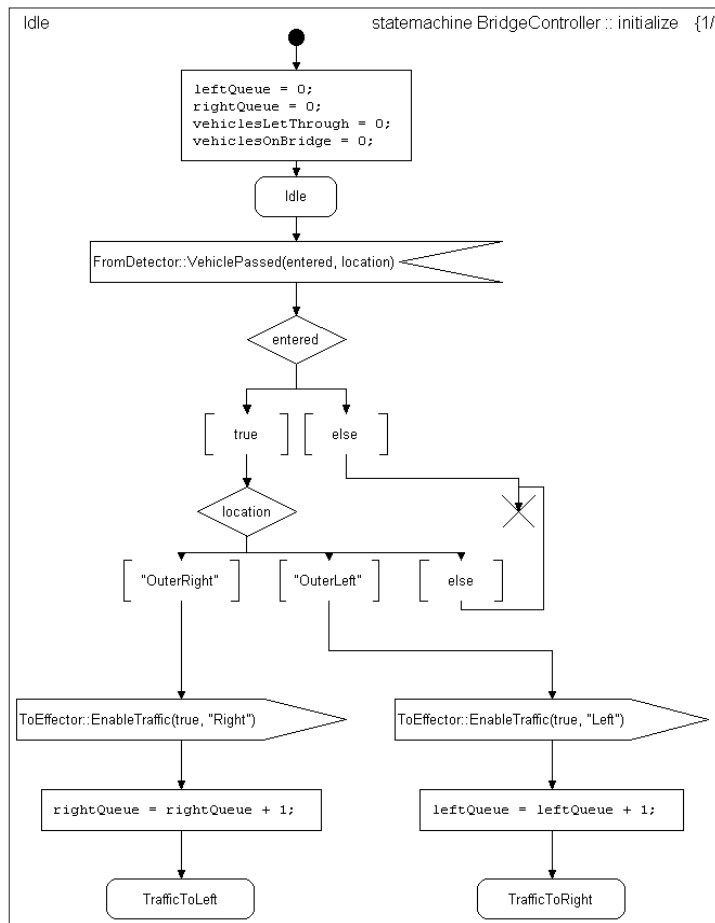 Idle
statemachine BridgeController :: initialize {1/
leftQueue = 0;
rightQueue = 0;
vehiclesLetThrough = 0;
vehiclesOnBridge = 0;
Idle
FromDetector::VehiclePassed(entered, location)
entered
true
else
location
"OuterRight"
"OuterLeft"
else
ToEffector::EnableTraffic(true, "Right")
ToEffector::EnableTraffic(true, "Left")
rightQueue = rightQueue + 1;
leftQueue = leftQueue + 1;
TrafficToLeft
TrafficToRight